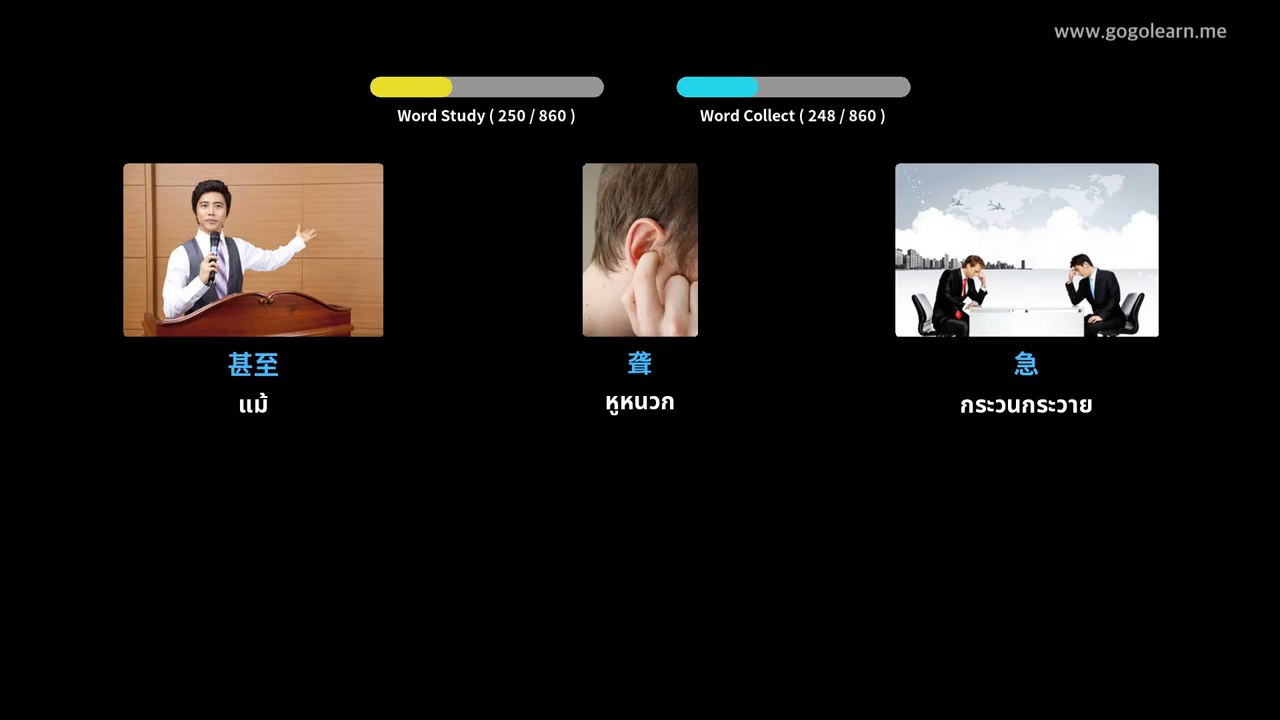 www.gogolearn.me
Word Study ( 250 / 860 )
Word Collect ( 248 / 860 )
甚至
聋
急
แม้
หูหนวก
กระวนกระวาย